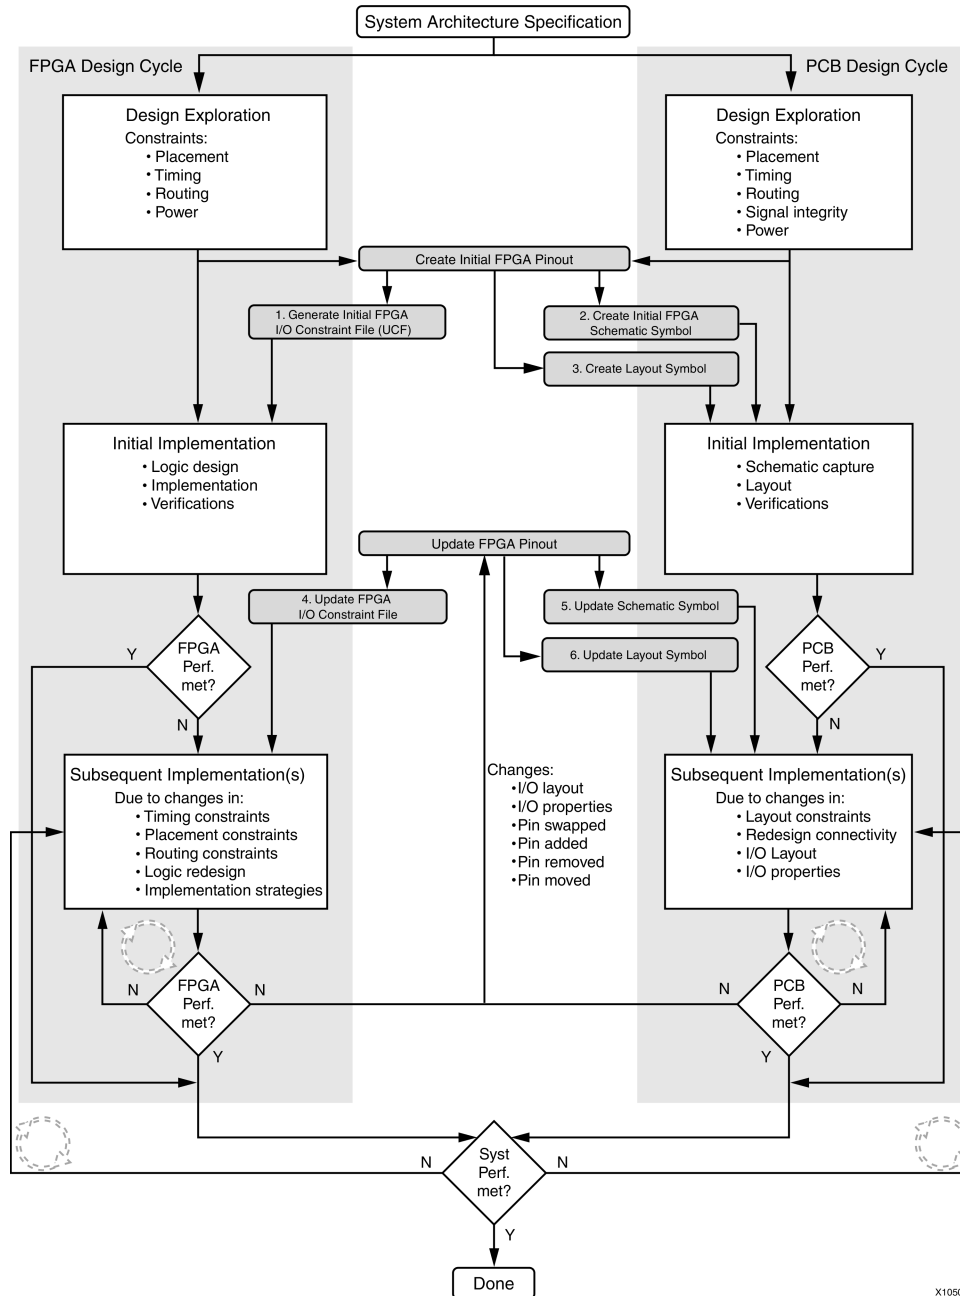 System Architecture Specification
FPGA Design Cycle
PCB Design Cycle
Design Exploration
Constraints:
• Placement
• Timing
• Routing
• Power
Design Exploration
Constraints:
• Placement
• Timing
• Routing
• Signal integrity
• Power
Create Initial FPGA Pinout
1. Generate Initial FPGA
I/O Constraint File (UCF)
2. Create Initial FPGA
Schematic Symbol
3. Create Layout Symbol
Initial Implementation
• Logic design
• Implementation
• Verifications
Initial Implementation
• Schematic capture
• Layout
• Verifications
Update FPGA Pinout
4. Update FPGA
I/O Constraint File
5. Update Schematic Symbol
6. Update Layout Symbol
Y
FPGA
Perf.
met?
N
PCB
Perf.
met?
Y
N
Subsequent Implementation(s)
Due to changes in:
• Timing constraints
• Placement constraints
• Routing constraints
• Logic redesign
• Implementation strategies
Changes:
•I/O layout
•I/O properties
•Pin swapped
•Pin added
•Pin removed
•Pin moved
Subsequent Implementation(s)
Due to changes in:
• Layout constraints
• Redesign connectivity
• I/O Layout
• I/O properties
N
FPGA
Perf.
met?
N
Y
N
PCB
Perf.
met?
N
Y
N
Syst
Perf.
met?
N
Y
Done